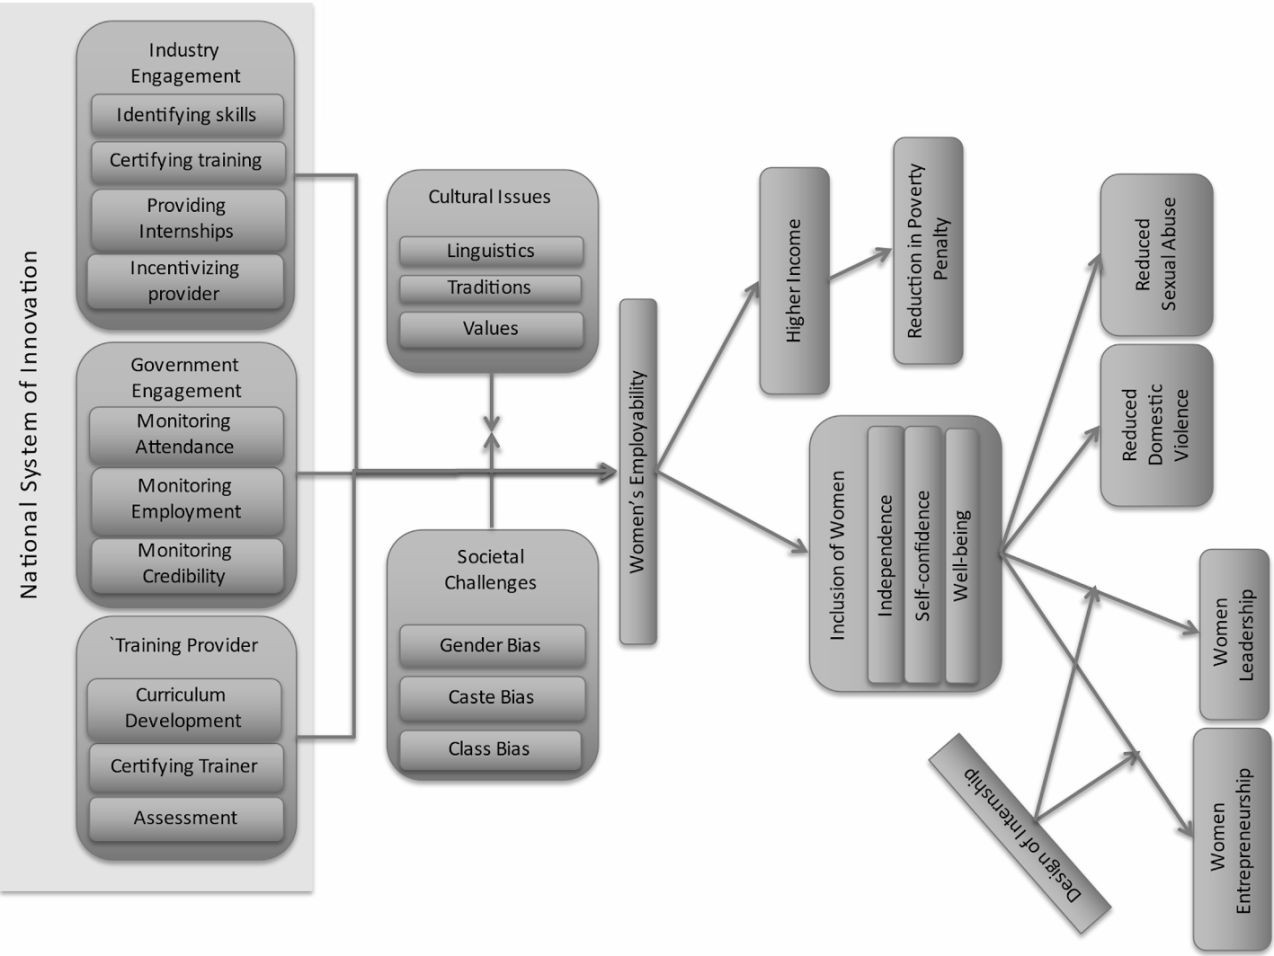 National System of Innovation
Industry
Engagement
Identifying skills
Certifying training
Providing
Internships
Incentivizing
provider
Government
Engagement
Monitoring
Attendance
Monitoring
Employment
Monitoring
Credibility
`Training Provider
Curriculum
Development
Certifying Trainer
Assessment
Cultural Issues
Linguistics
Traditions
Values
Societal
Challenges
Gender Bias
Caste Bias
Class Bias
Women's Employability
Higher Income
Reduction in Poverty
Penalty
Inclusion of Women
Independence
Self-confidence
Well-being
Reduced
Sexual Abuse
Reduced
Domestic
Violence
Women
Leadership
Women
Entrepreneurship
Design of Internship